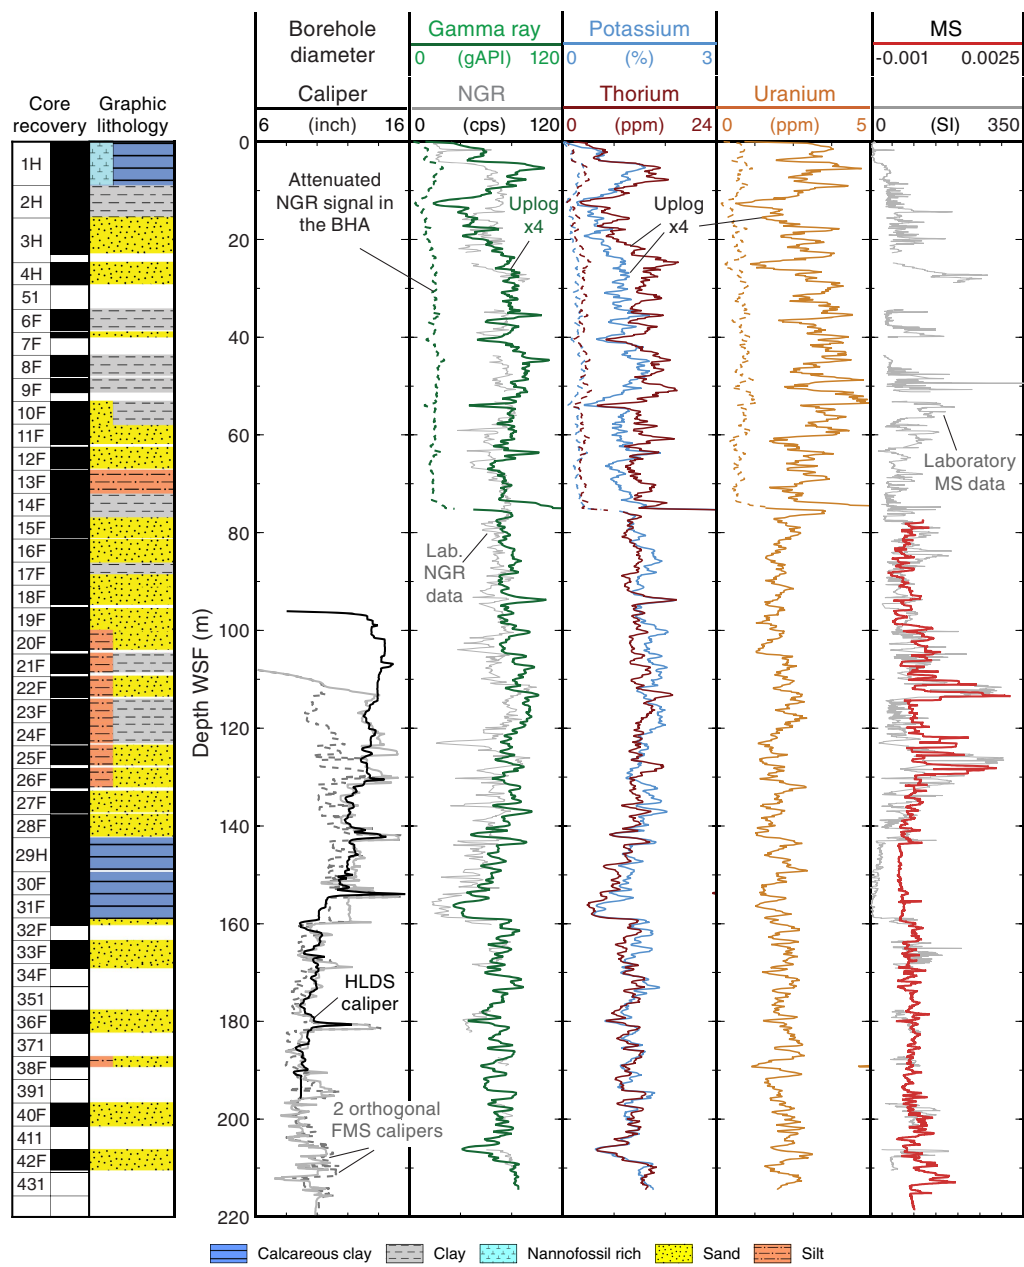 Borehole
diameter
Gamma ray
0 (gAPI) 120
Potassium
0 (%) 3
MS
-0.001 0.0025
Core
recovery
Graphic
lithology
Caliper
6 (inch) 16
NGR
0 (cps) 120
Thorium
0 (ppm) 24
Uranium
0 (ppm) 5
0 (SI) 350
1H
2H
3H
4H
51
6F
7F
8F
9F
10F
11F
12F
13F
14F
15F
16F
17F
18F
19F
20F
21F
22F
23F
24F
25F
26F
27F
28F
29H
30F
31F
32F
33F
34F
351
36F
371
38F
391
40F
411
42F
431
Depth WSF (m)
0
20
40
60
80
100
120
140
160
180
200
220
Attenuated
NGR signal in
the BHA
Uplog
x4
Uplog
x4
Laboratory
MS data
Lab.
NGR
data
HLDS
caliper
2 orthogonal
FMS calipers
Calcareous clay
Clay
Nannofossil rich
Sand
Silt